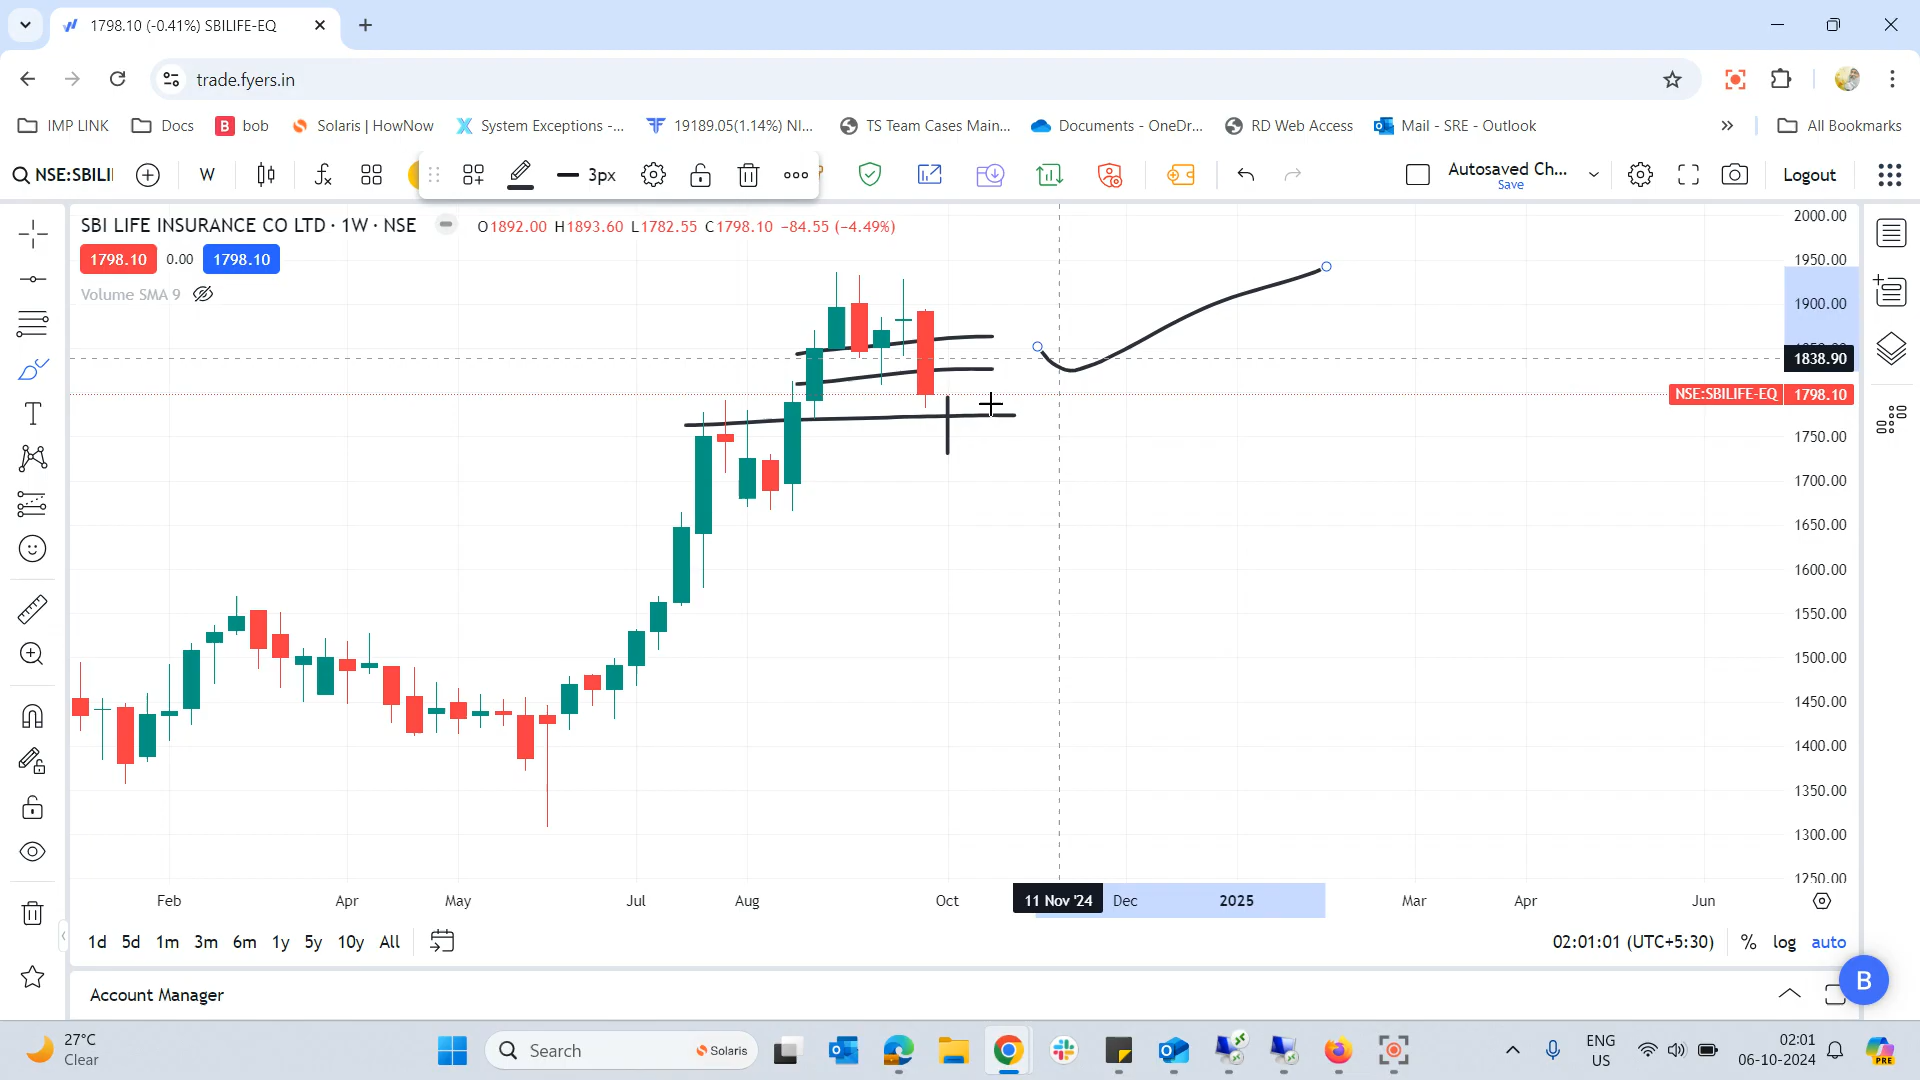 1798.10 (-0.41%) SBILIFE-EQ
trade.fyers.in
IMP LINK Docs B bob Solaris | HowNow System Exceptions -... 19189.05(1.14%) NI... TS Team Cases Main... Documents - OneDr... RD Web Access Mail - SRE - Outlook All Bookmarks
NSE:SBILI W 3px Autosaved Ch... Save Logout
SBI LIFE INSURANCE CO LTD · 1W · NSE O1892.00 H1893.60 L1782.55 C1798.10 −84.55 (−4.49%)
1798.10 0.00 1798.10
Volume SMA 9
2000.00
1950.00
1900.00
1838.90
NSE:SBILIFE-EQ 1798.10
1750.00
1700.00
1650.00
1600.00
1550.00
1500.00
1450.00
1400.00
1350.00
1300.00
1250.00
Feb Apr May Jul Aug Oct 11 Nov '24 Dec 2025 Mar Apr Jun
1d 5d 1m 3m 6m 1y 5y 10y All 02:01:01 (UTC+5:30) % log auto
Account Manager B
27°C
Clear
Search Solaris
ENG
US
02:01
06-10-2024
PRE